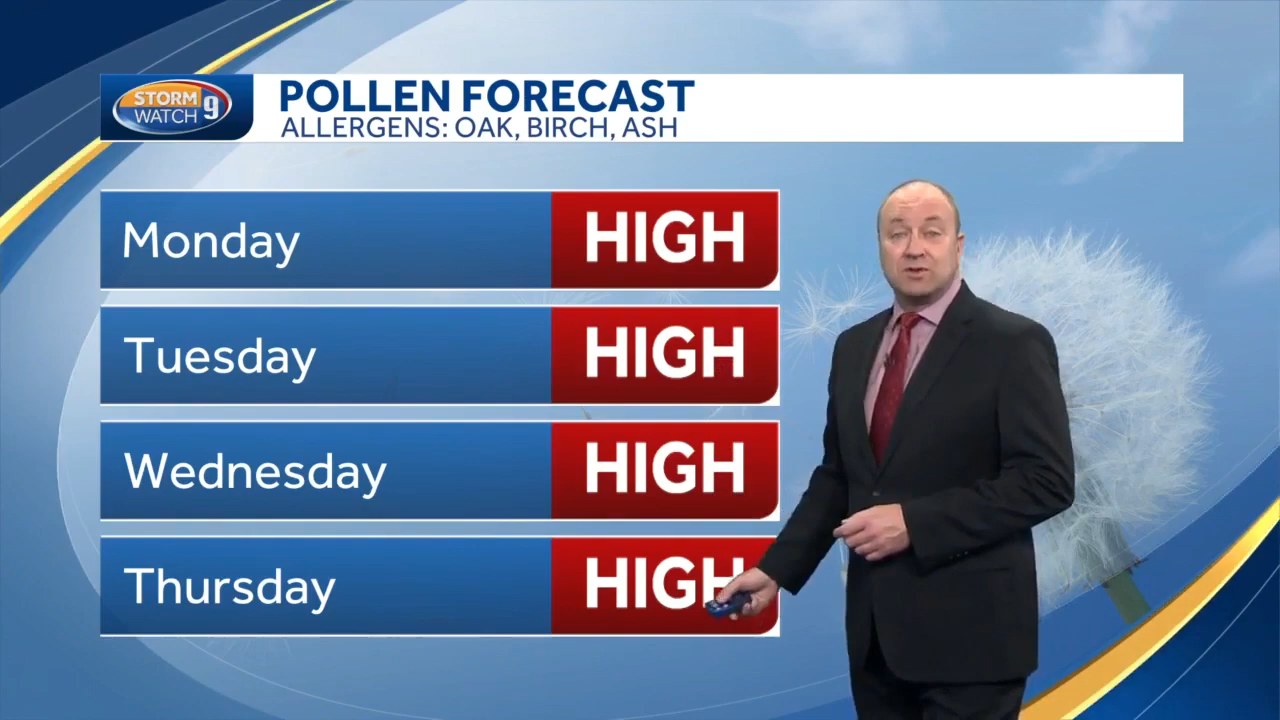 STORM
WATCH 9
POLLEN FORECAST
ALLERGENS: OAK, BIRCH, ASH
Monday HIGH
Tuesday HIGH
Wednesday HIGH
Thursday HIGH